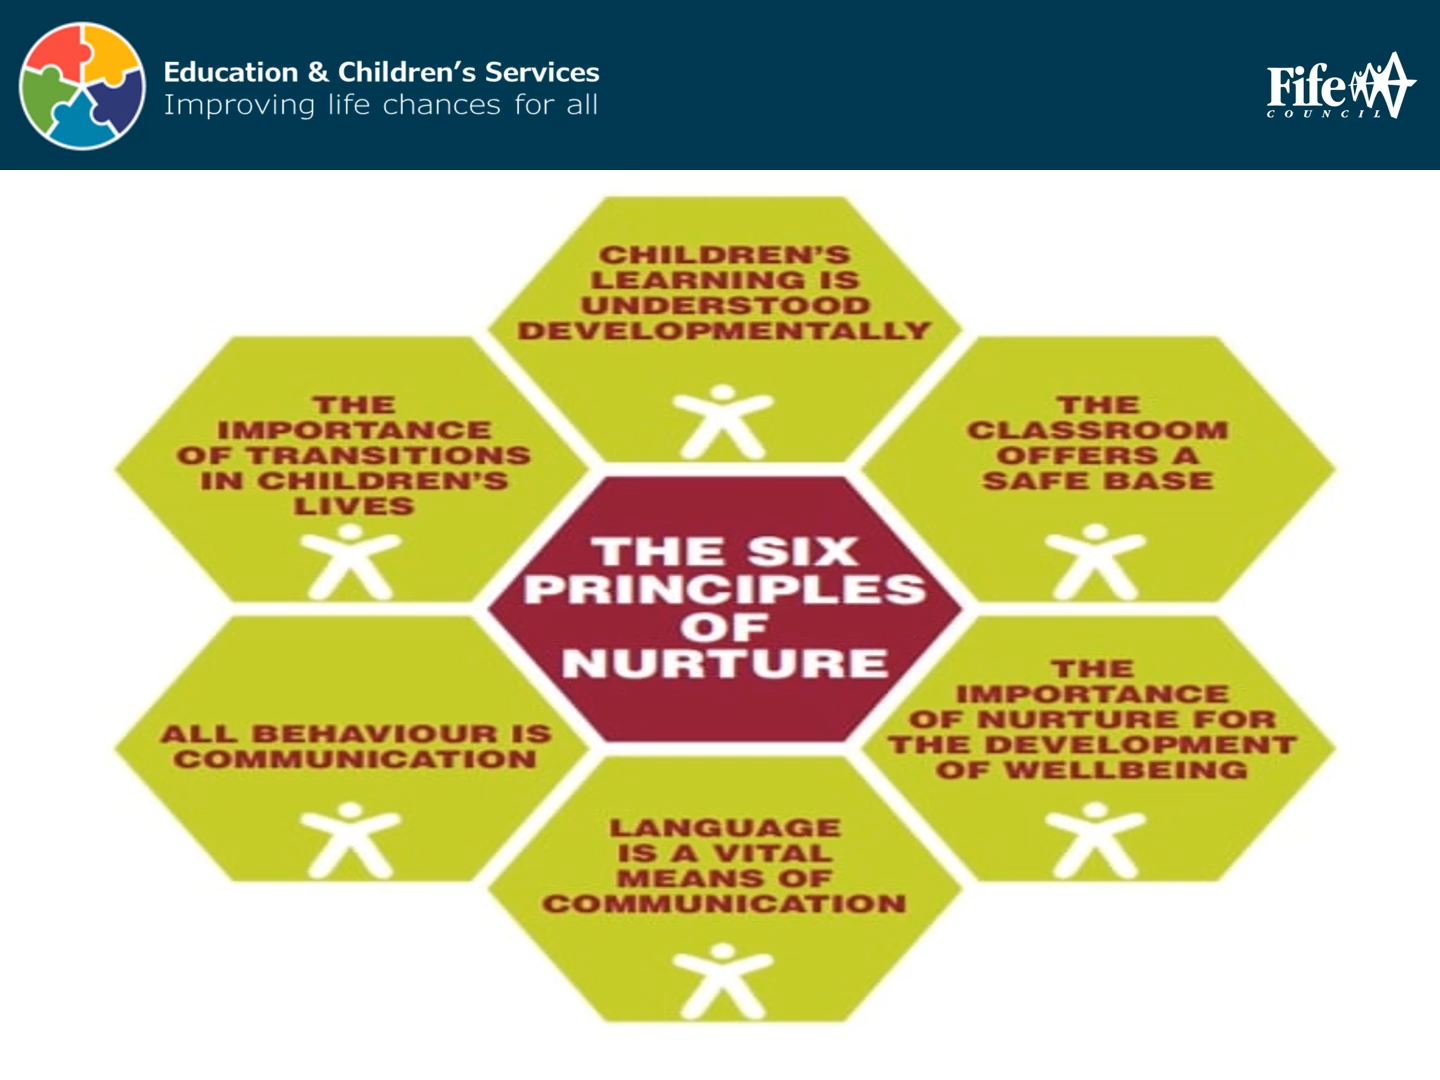 Education & Children's Services
Improving life chances for all
Fife
COUNCIL
CHILDREN'S
LEARNING IS
UNDERSTOOD
DEVELOPMENTALLY
THE
IMPORTANCE
OF TRANSITIONS
IN CHILDREN'S
LIVES
THE
CLASSROOM
OFFERS A
SAFE BASE
THE SIX
PRINCIPLES
OF
NURTURE
ALL BEHAVIOUR IS
COMMUNICATION
THE
IMPORTANCE
OF NURTURE FOR
THE DEVELOPMENT
OF WELLBEING
LANGUAGE
IS A VITAL
MEANS OF
COMMUNICATION